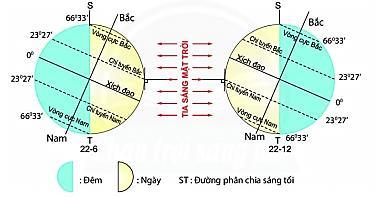 S
Bắc
66°33'
Vòng cực Bắc
23°27'
Chí tuyến Bắc
0°
Xích đạo
23°27'
Chí tuyến Nam
Vòng cực Nam
66°33'
Nam
T
22-6
TIA SÁNG MẶT TRỜI
S
Bắc
66°33'
Vòng cực Bắc
23°27'
Chí tuyến Bắc
Xích đạo
0°
Chí tuyến Nam
23°27'
Vòng cực Nam
66°33'
Nam
T
22-12
: Đêm
: Ngày
ST : Đường phân chia sáng tối